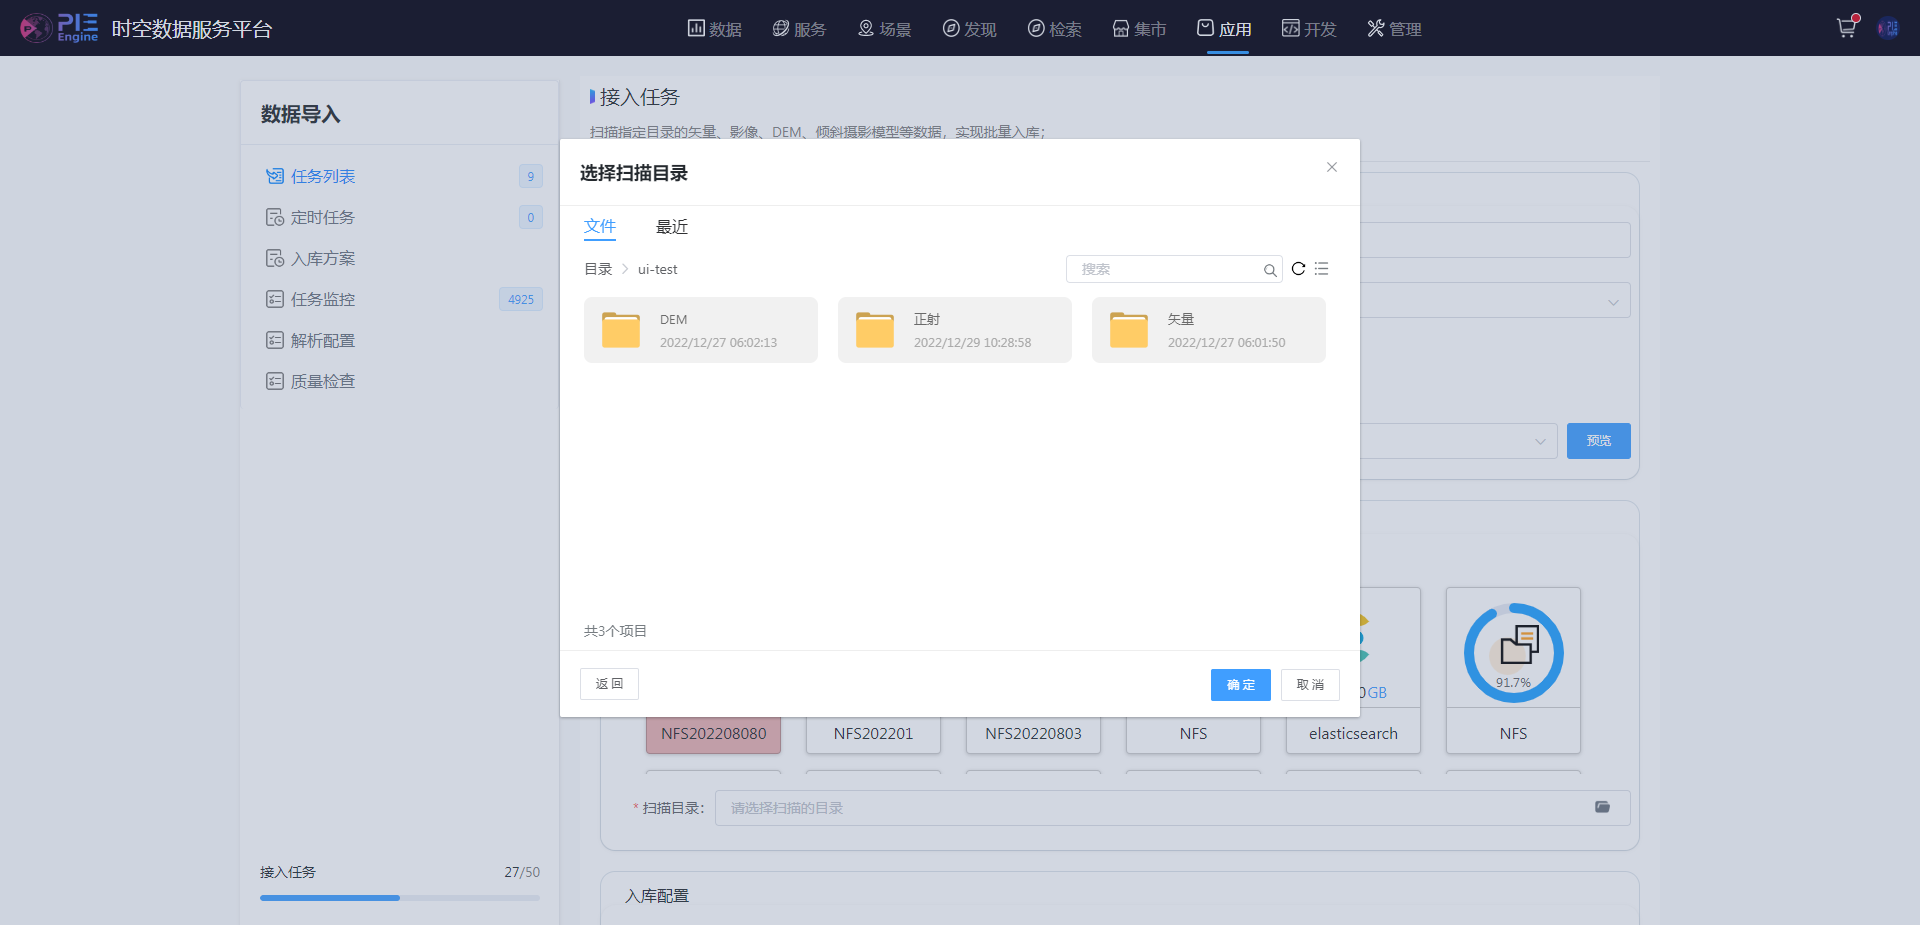 PIE
Engine
时空数据服务平台
数据
服务
场景
发现
检索
集市
应用
开发
管理
数据导入
任务列表
9
定时任务
0
入库方案
任务监控
4925
解析配置
质量检查
接入任务
27/50
接入任务
扫描指定目录的矢量、影像、DEM、倾斜摄影模型等数据，实现批量入库；
预览
选择扫描目录
文件
最近
目录
ui-test
搜索
DEM
2022/12/27 06:02:13
正射
2022/12/29 10:28:58
矢量
2022/12/27 06:01:50
共3个项目
返回
确定
取消
0GB
91.7%
NFS202208080
NFS202201
NFS20220803
NFS
elasticsearch
NFS
* 扫描目录:
请选择扫描的目录
入库配置